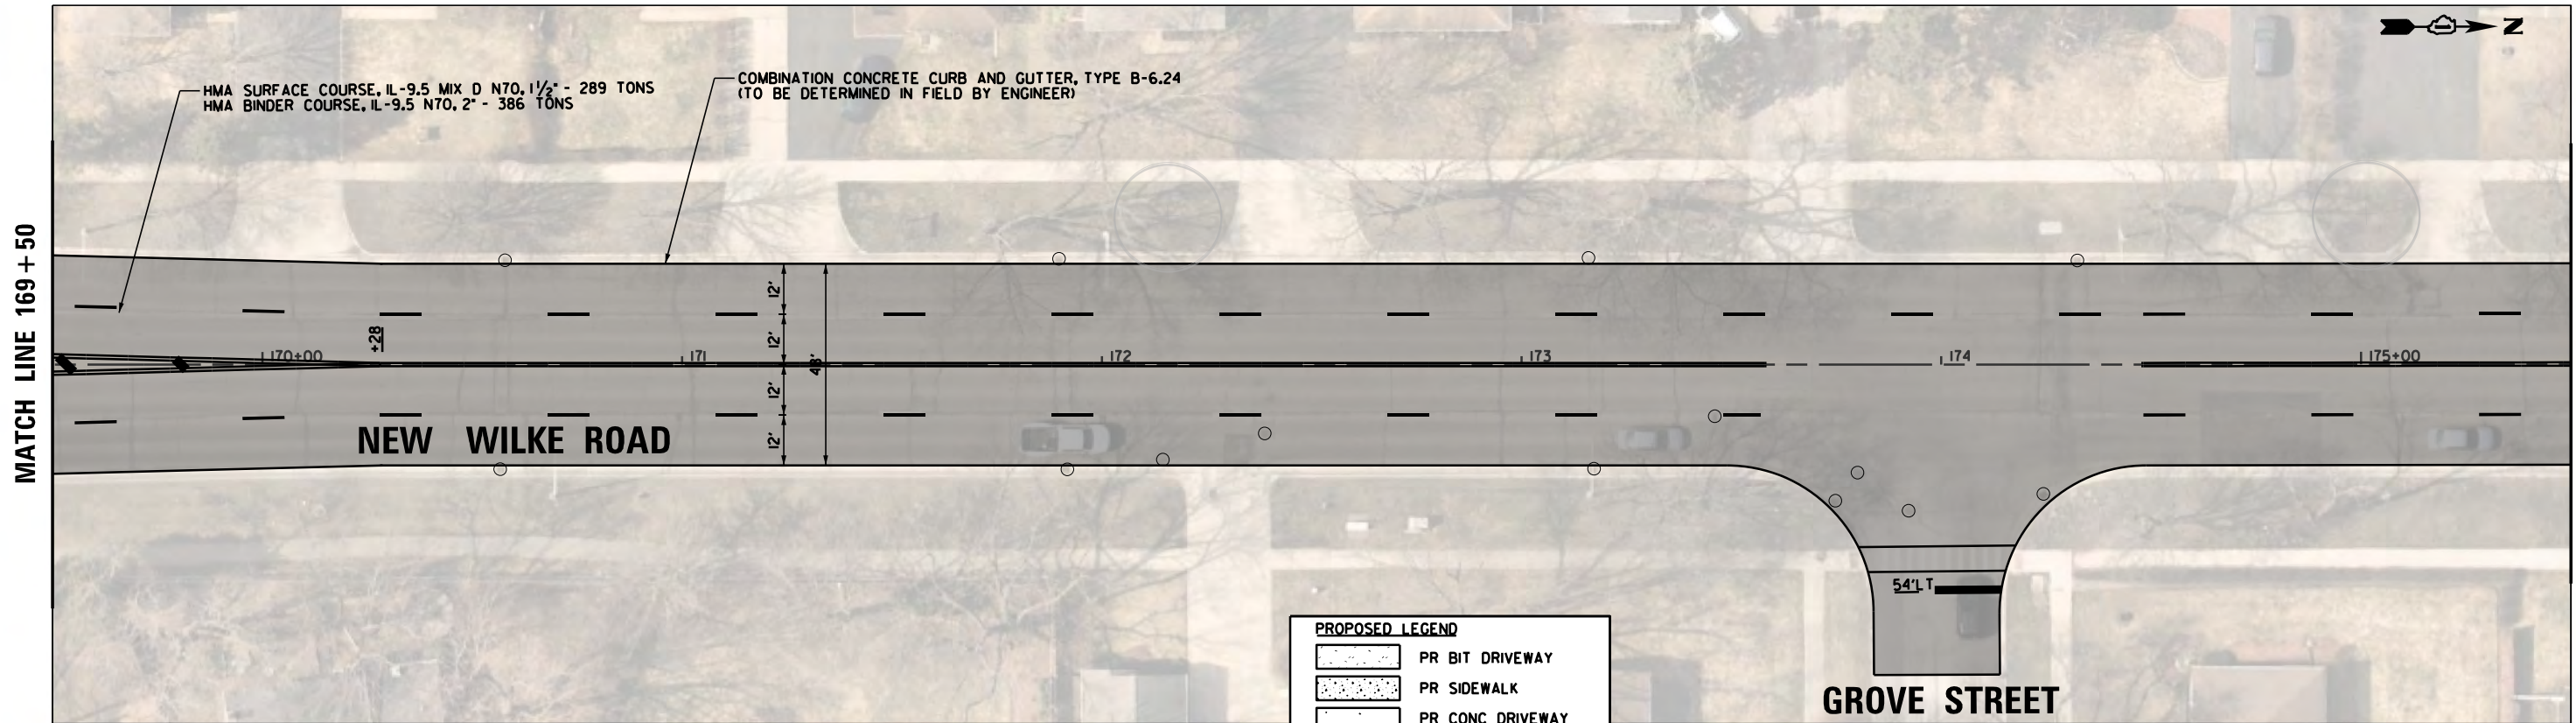 N
HMA SURFACE COURSE, IL-9.5 MIX D N70, 1 1/2" - 289 TONS
HMA BINDER COURSE, IL-9.5 N70, 2" - 386 TONS
COMBINATION CONCRETE CURB AND GUTTER, TYPE B-6.24
(TO BE DETERMINED IN FIELD BY ENGINEER)
MATCH LINE 169+50
12'
12'
48'
12'
12'
+28
170+00
171
172
173
174
175+00
NEW WILKE ROAD
54' LT
GROVE STREET
PROPOSED LEGEND
PR BIT DRIVEWAY
PR SIDEWALK
PR CONC DRIVEWAY